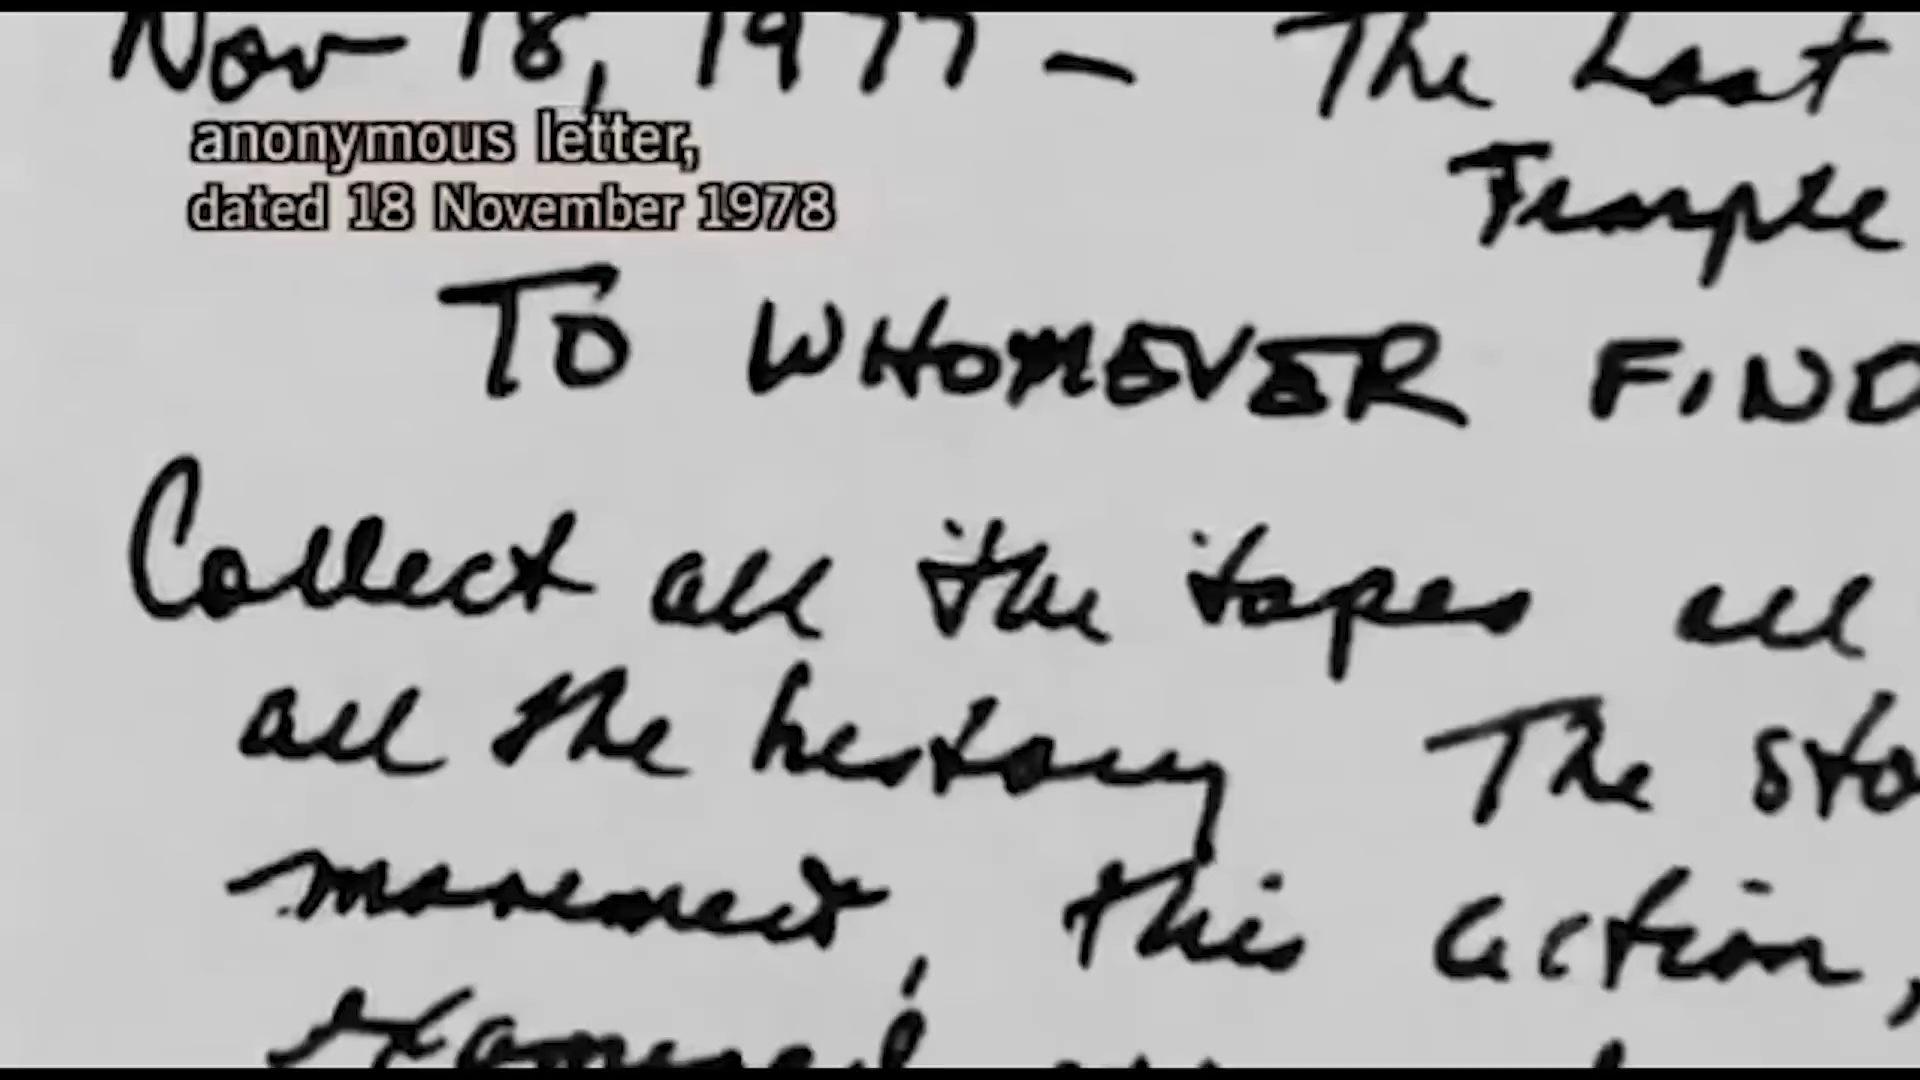 Nov 18, 1977 - The Last
anonymous letter,
dated 18 November 1978
Temple
TO WHOMEVER FIND
Collect all the tapes all
all the history The sto
movement, this action,
examined